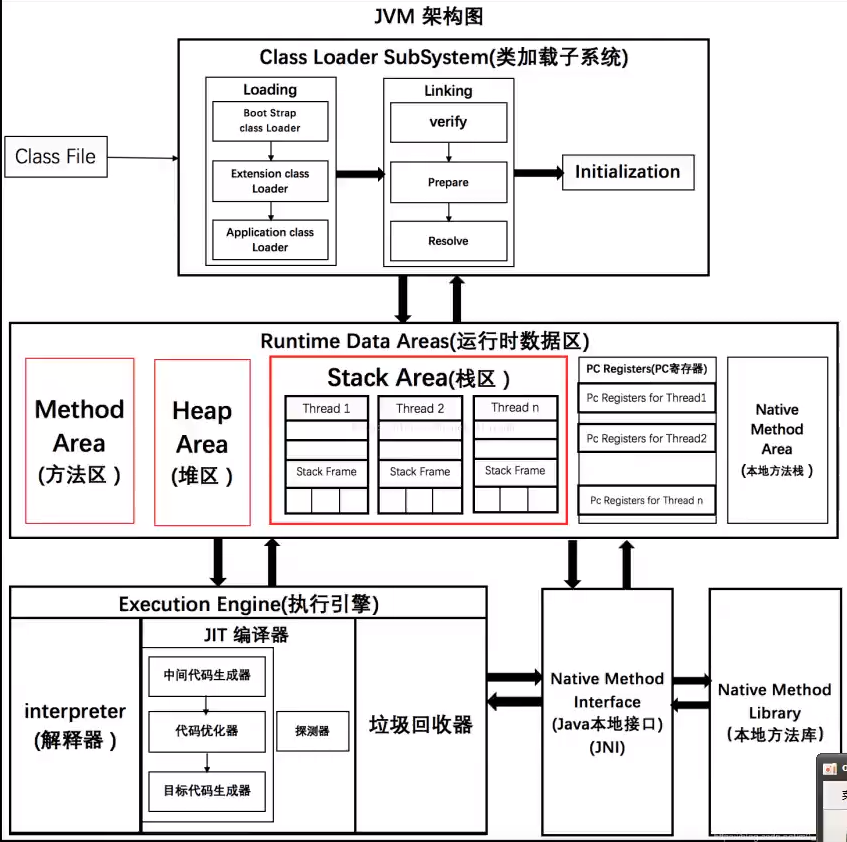 JVM 架构图
Class Loader SubSystem(类加载子系统)
Loading
Boot Strap
class Loader
Extension class
Loader
Application class
Loader
Linking
verify
Prepare
Resolve
Class File
Initialization
Runtime Data Areas(运行时数据区)
Method
Area
(方法区)
Heap
Area
(堆区)
Stack Area(栈区)
Thread 1
Stack Frame
Thread 2
Stack Frame
Thread n
Stack Frame
PC Registers(PC寄存器)
Pc Registers for Thread1
Pc Registers for Thread2
Pc Registers for Thread n
Native
Method
Area
(本地方法栈)
Execution Engine(执行引擎)
interpreter
(解释器)
JIT 编译器
中间代码生成器
代码优化器
目标代码生成器
探测器
垃圾回收器
Native Method
Interface
(Java本地接口)
(JNI)
Native Method
Library
(本地方法库)